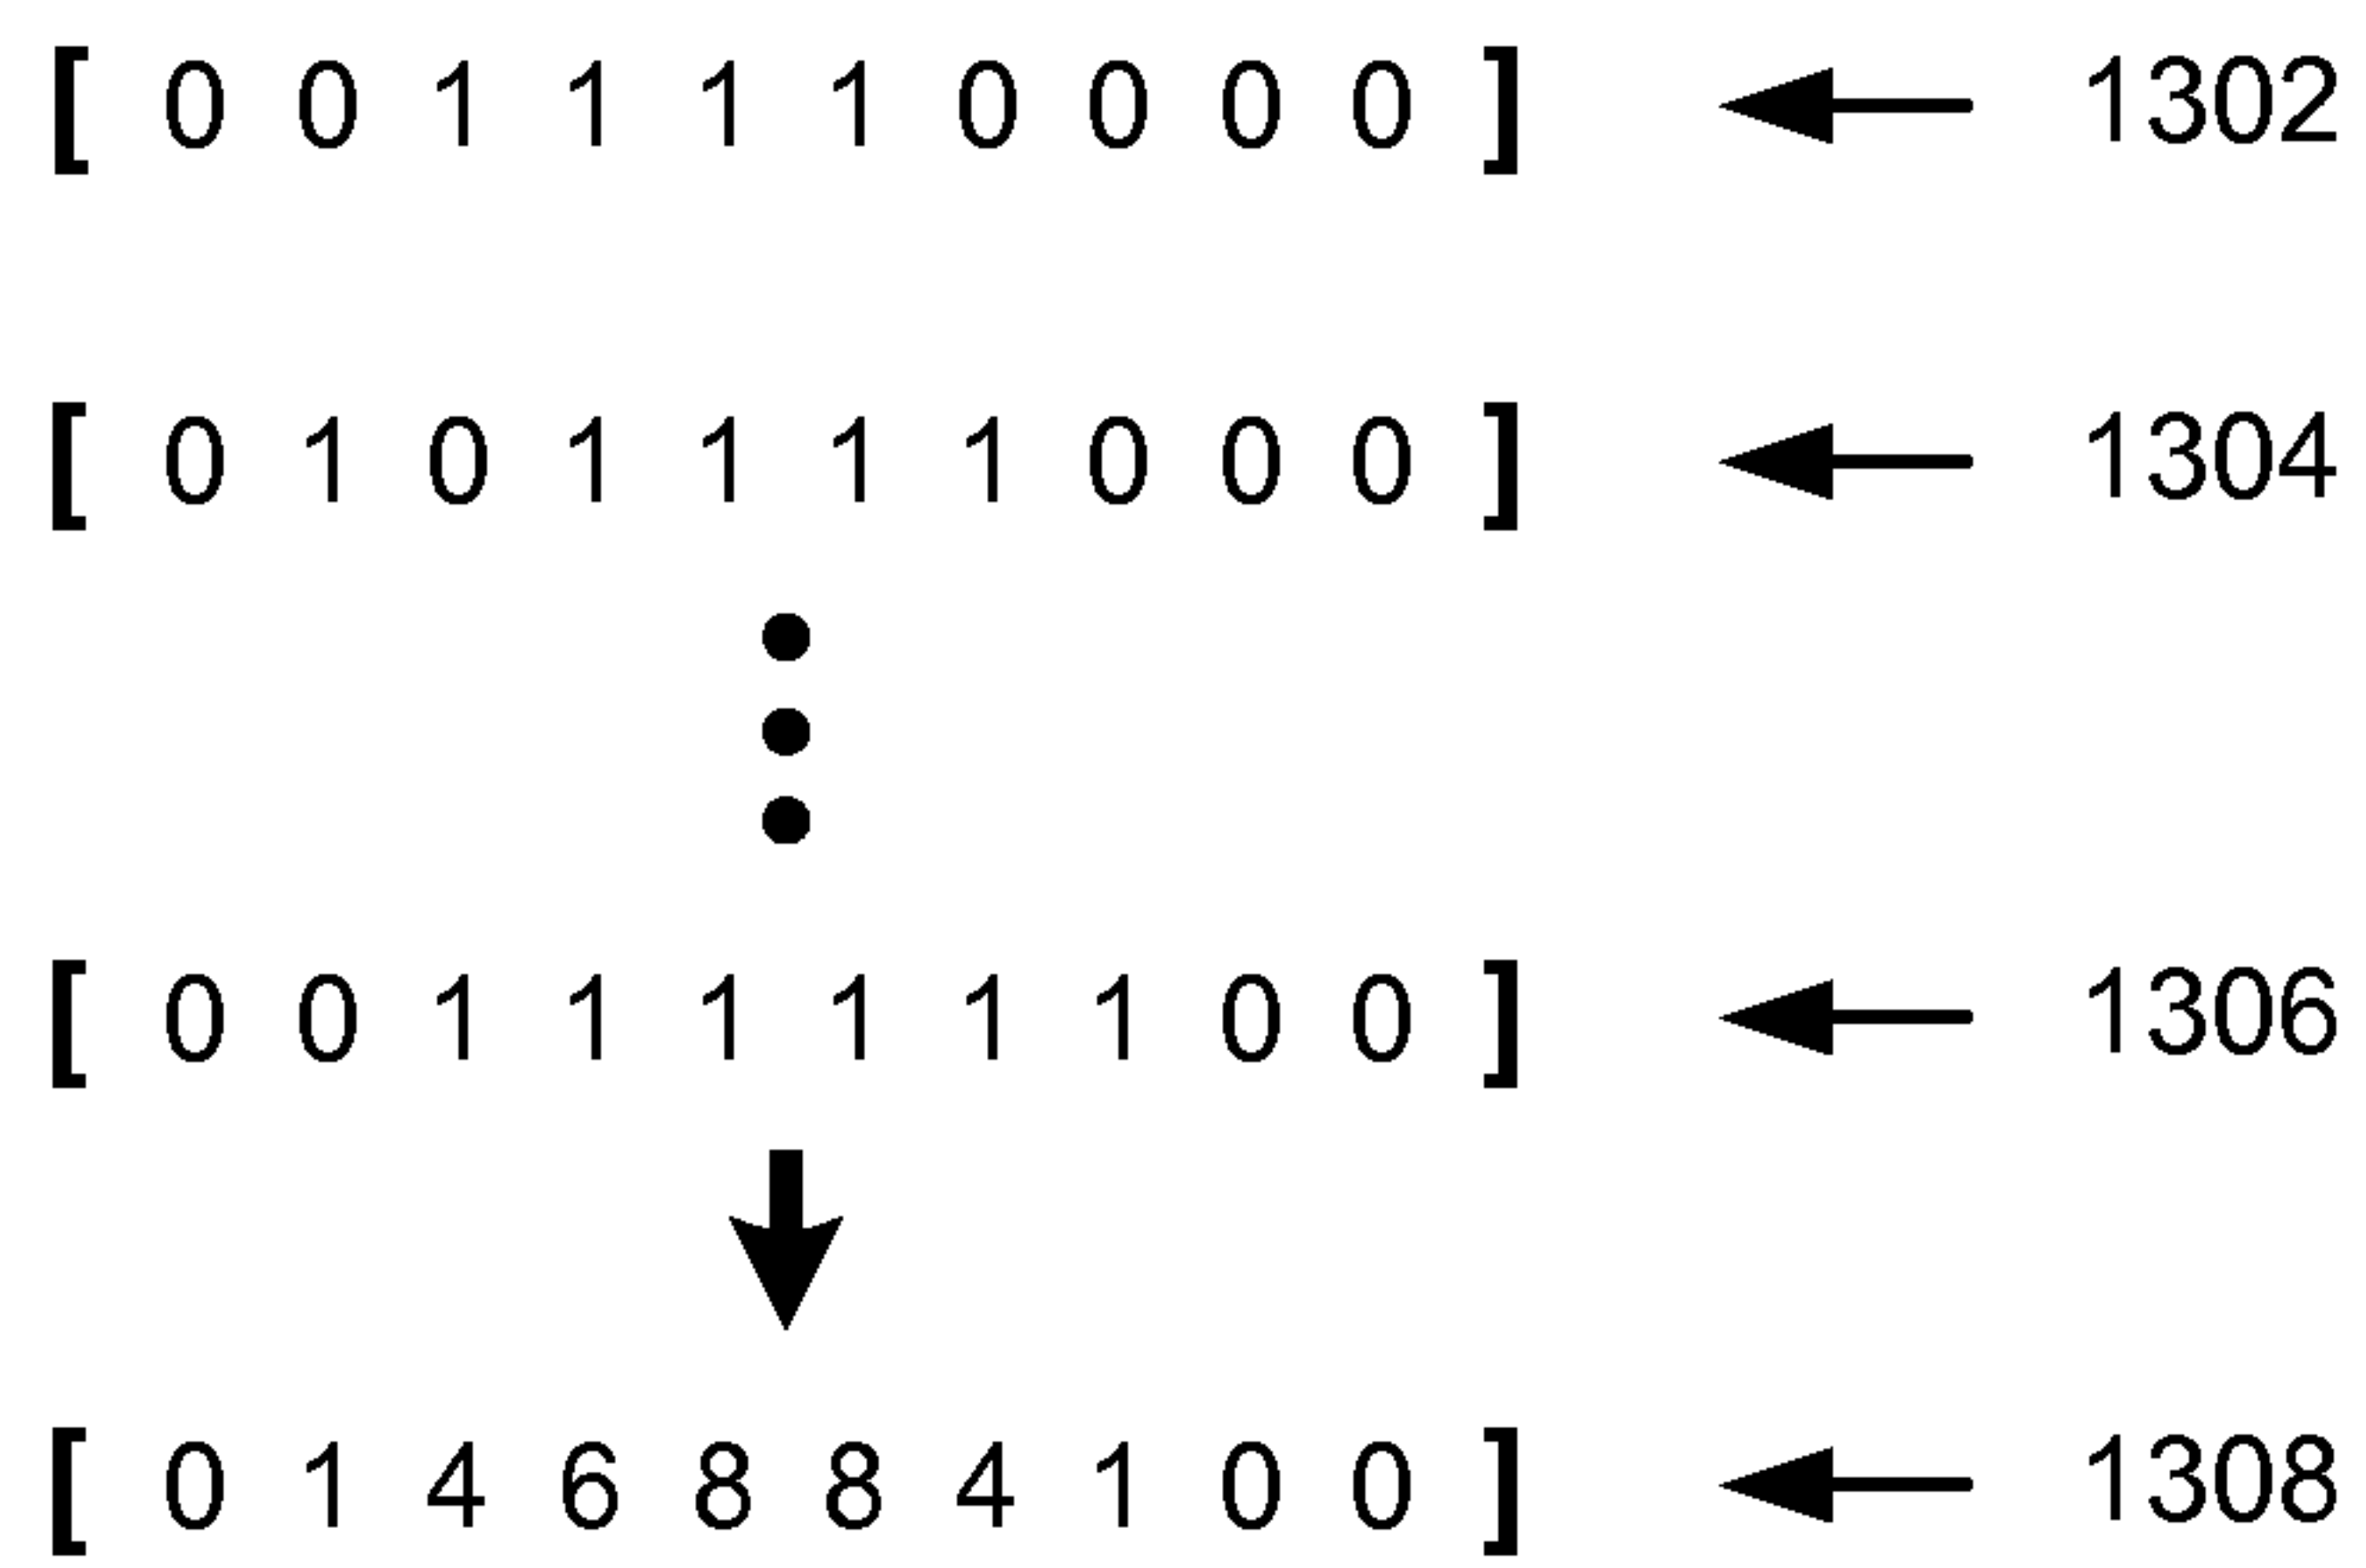 [ 0 0 1 1 1 1 0 0 0 0 ] 1302
[ 0 1 0 1 1 1 1 0 0 0 ] 1304
[ 0 0 1 1 1 1 1 1 0 0 ] 1306
[ 0 1 4 6 8 8 4 1 0 0 ] 1308